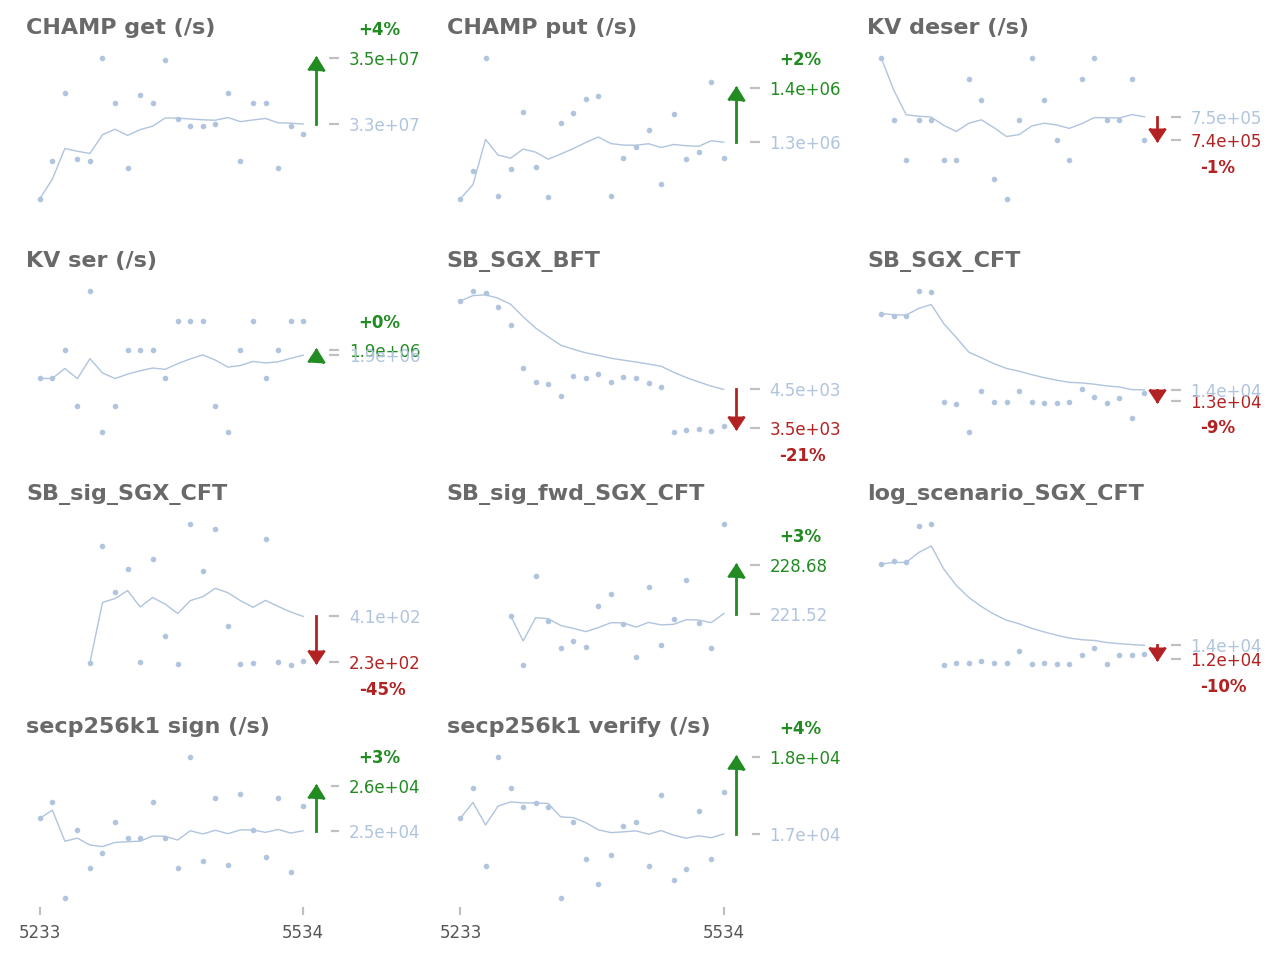 CHAMP get (/s)
+4%
3.5e+07
3.3e+07
CHAMP put (/s)
+2%
1.4e+06
1.3e+06
KV deser (/s)
7.5e+05
7.4e+05
-1%
KV ser (/s)
+0%
1.9e+06
1.9e+06
SB_SGX_BFT
4.5e+03
3.5e+03
-21%
SB_SGX_CFT
1.4e+04
1.3e+04
-9%
SB_sig_SGX_CFT
4.1e+02
2.3e+02
-45%
SB_sig_fwd_SGX_CFT
+3%
228.68
221.52
log_scenario_SGX_CFT
1.4e+04
1.2e+04
-10%
secp256k1 sign (/s)
+3%
2.6e+04
2.5e+04
5233
5534
secp256k1 verify (/s)
+4%
1.8e+04
1.7e+04
5233
5534